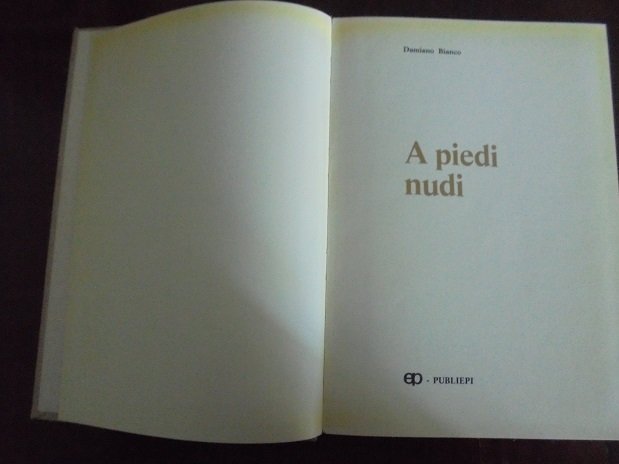 Damiano Bianco
A piedi
nudi
ep - PUBLIEPI